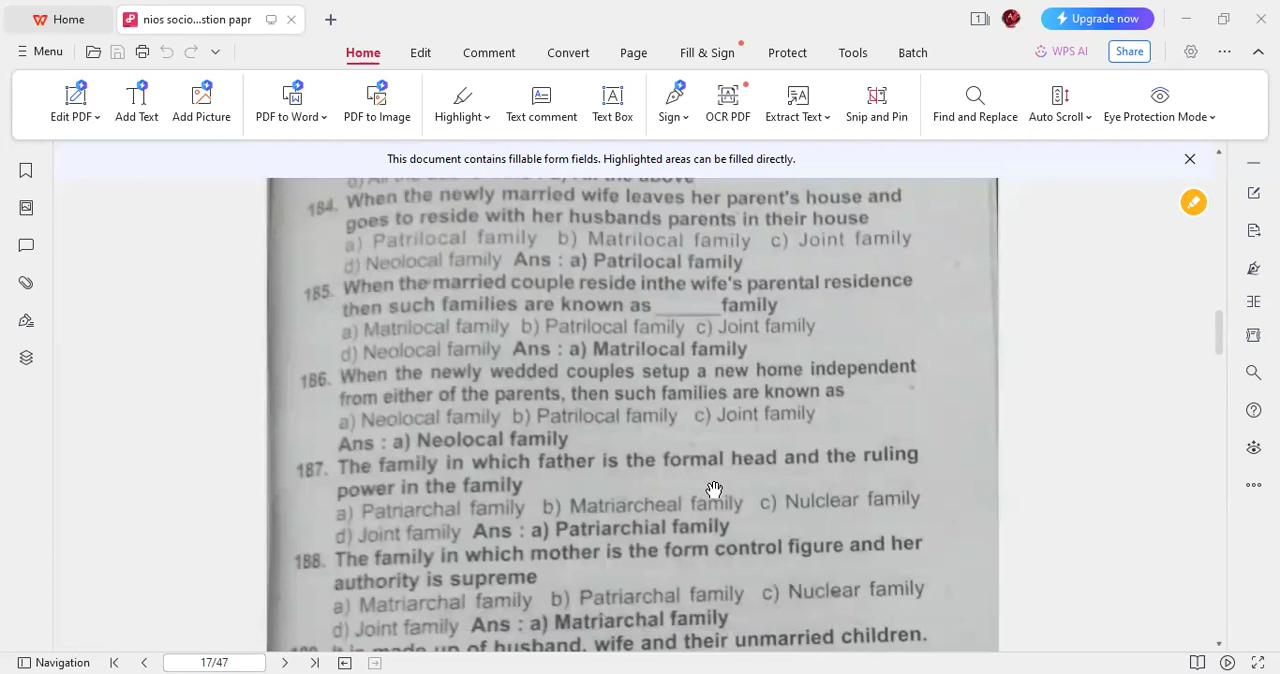 Home
nios socio...stion papr
1
Upgrade now
Menu
Home
Edit
Comment
Convert
Page
Fill & Sign
Protect
Tools
Batch
WPS AI
Share
Edit PDF
Add Text
Add Picture
PDF to Word
PDF to Image
Highlight
Text comment
Text Box
Sign
OCR PDF
Extract Text
Snip and Pin
Find and Replace
Auto Scroll
Eye Protection Mode
This document contains fillable form fields. Highlighted areas can be filled directly.
184. When the newly married wife leaves her parent's house and
goes to reside with her husbands parents in their house
a) Patrilocal family b) Matrilocal family c) Joint family
d) Neolocal family Ans : a) Patrilocal family
185. When the married couple reside inthe wife's parental residence
then such families are known as ______ family
a) Matrilocal family b) Patrilocal family c) Joint family
d) Neolocal family Ans : a) Matrilocal family
186. When the newly wedded couples setup a new home independent
from either of the parents, then such families are known as
a) Neolocal family b) Patrilocal family c) Joint family
Ans : a) Neolocal family
187. The family in which father is the formal head and the ruling
power in the family
a) Patriarchal family b) Matriarcheal family c) Nulclear family
d) Joint family Ans : a) Patriarchial family
188. The family in which mother is the form control figure and her
authority is supreme
a) Matriarchal family b) Patriarchal family c) Nuclear family
d) Joint family Ans : a) Matriarchal family
of husband, wife and their unmarried children.
Navigation
17/47